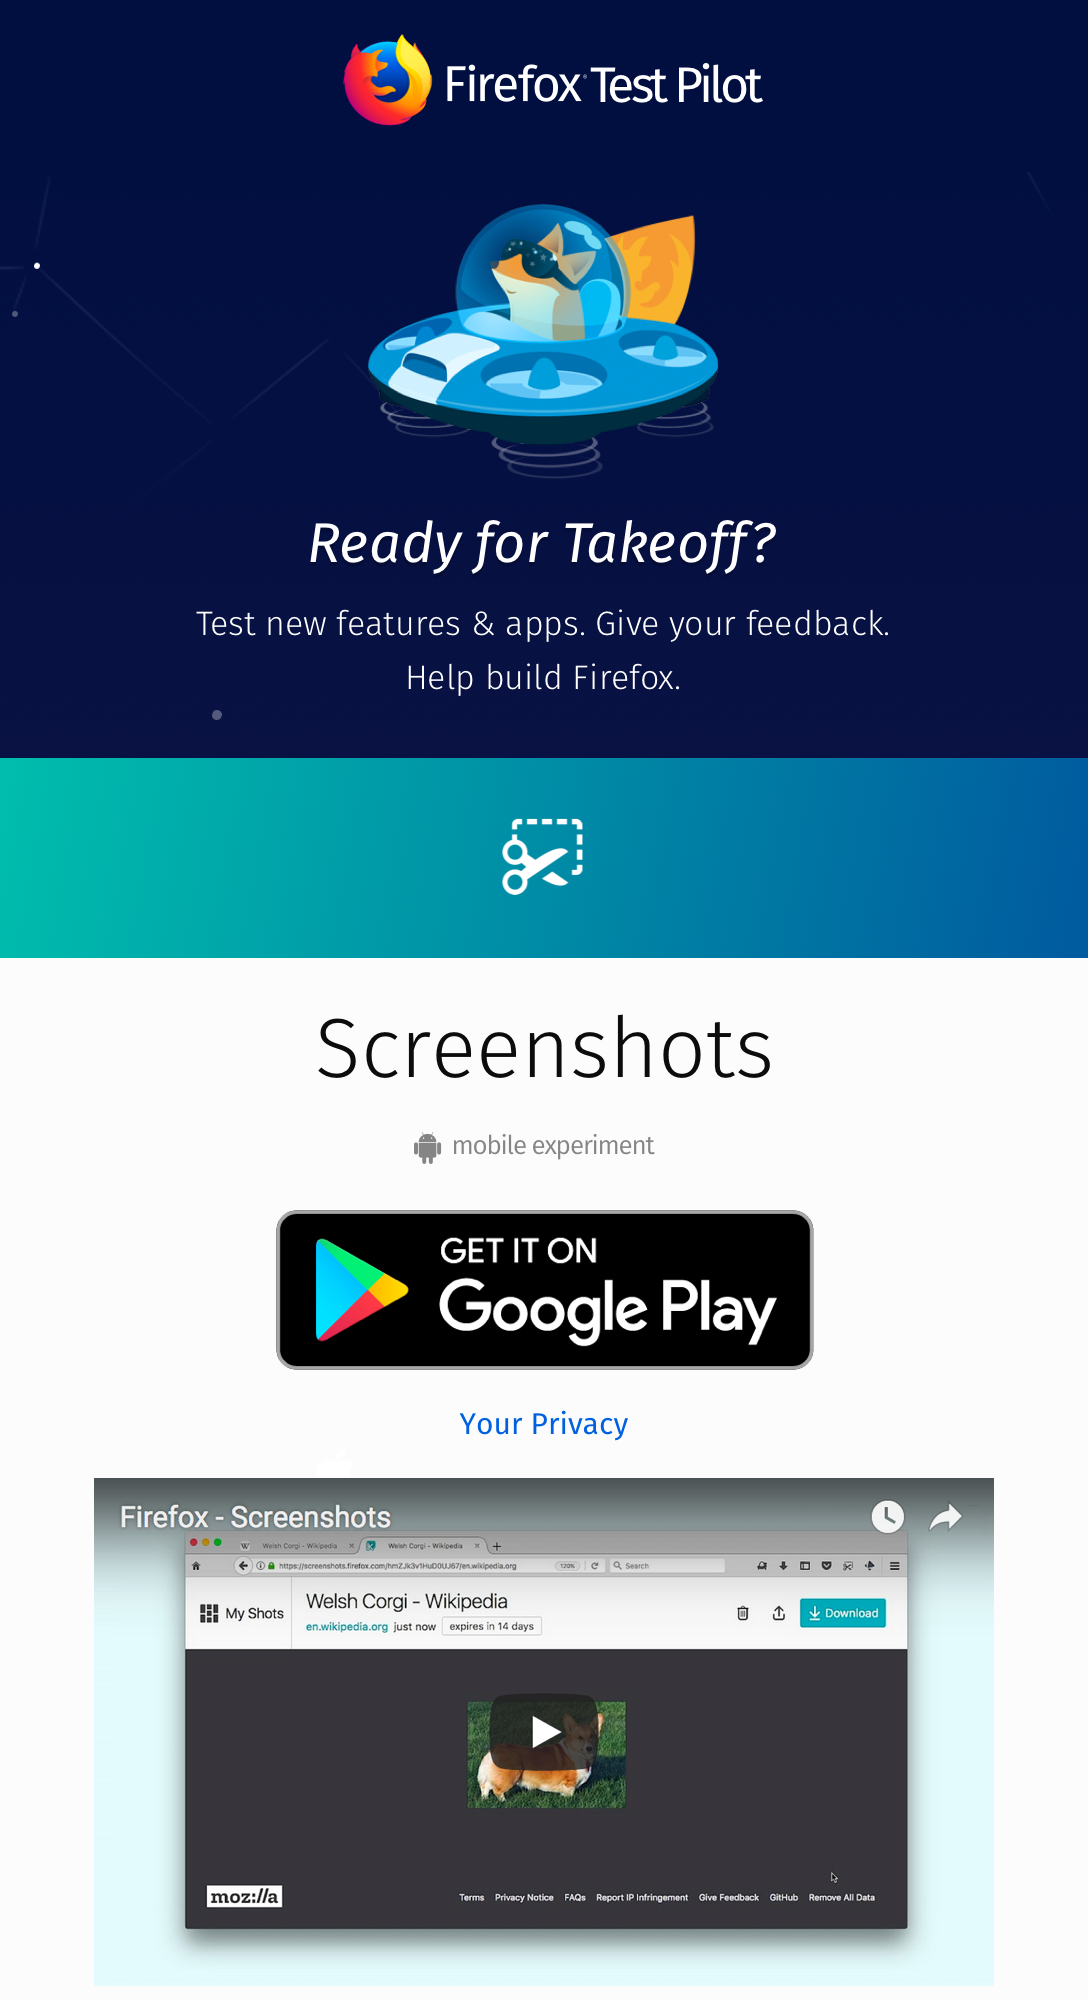 Firefox Test Pilot
Ready for Takeoff?
Test new features & apps. Give your feedback.
Help build Firefox.
Screenshots
mobile experiment
GET IT ON
Google Play
Your Privacy
Firefox - Screenshots
W Welsh Corgi - Wikipedia × Welsh Corgi - Wikipedia × +
https://screenshots.firefox.com/hmZJk3v1HuD0UJ67/en.wikipedia.org 120% Search
My Shots
Welsh Corgi - Wikipedia
en.wikipedia.org just now expires in 14 days
Download
moz://a
Terms Privacy Notice FAQs Report IP Infringement Give Feedback GitHub Remove All Data